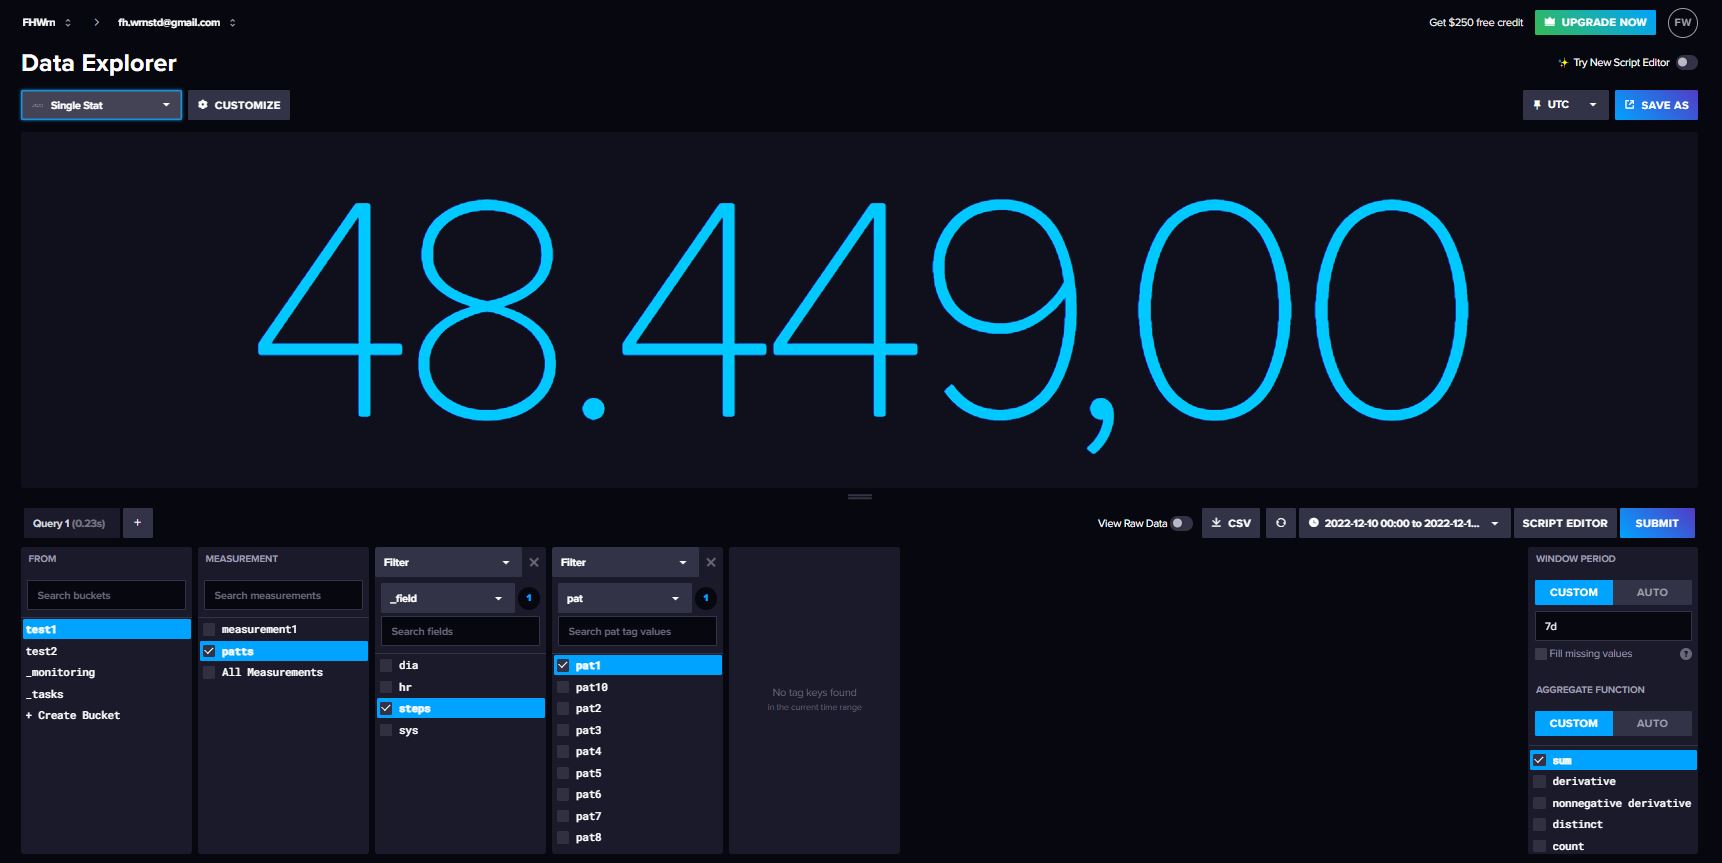 FHWrn > fh.wrnstd@gmail.com
Get $250 free credit UPGRADE NOW FW
Data Explorer
Try New Script Editor
Single Stat CUSTOMIZE
UTC SAVE AS
48.449,00
Query 1 (0.23s) +
View Raw Data CSV 2022-12-10 00:00 to 2022-12-1... SCRIPT EDITOR SUBMIT
FROM
Search buckets
test1
test2
_monitoring
_tasks
+ Create Bucket
MEASUREMENT
Search measurements
measurement1
patts
All Measurements
Filter
_field 1
Search fields
dia
hr
steps
sys
Filter
pat 1
Search pat tag values
pat1
pat10
pat2
pat3
pat4
pat5
pat6
pat7
pat8
No tag keys found
in the current time range
WINDOW PERIOD
CUSTOM AUTO
7d
Fill missing values ?
AGGREGATE FUNCTION
CUSTOM AUTO
sum
derivative
nonnegative derivative
distinct
count